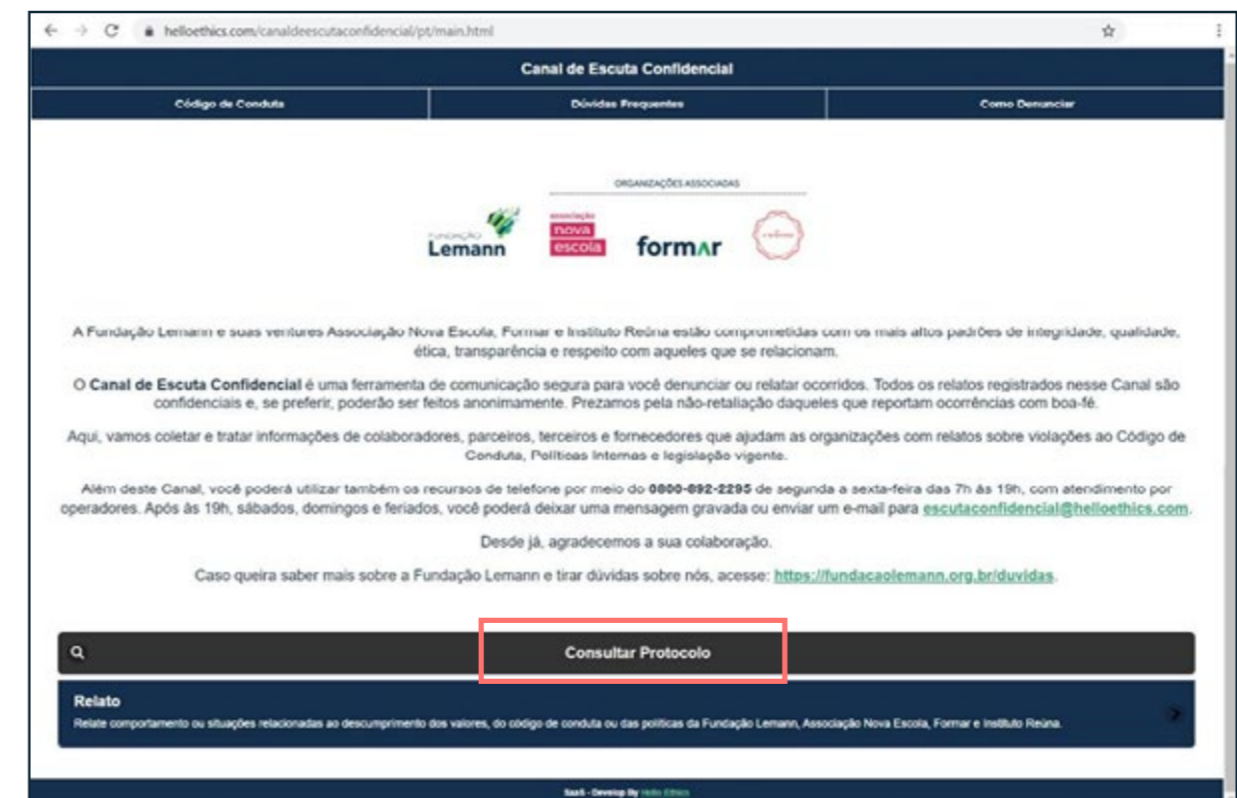 helloethics.com/canaldeescutaconfidencial/pt/main.html
Canal de Escuta Confidencial
Código de Conduta
Dúvidas Frequentes
Como Denunciar
ORGANIZAÇÕES ASSOCIADAS
FUNDAÇÃO
Lemann
associação
nova
escola
formar
A Fundação Lemann e suas ventures Associação Nova Escola, Formar e Instituto Reúna estão comprometidas com os mais altos padrões de integridade, qualidade,
ética, transparência e respeito com aqueles que se relacionam.
O Canal de Escuta Confidencial é uma ferramenta de comunicação segura para você denunciar ou relatar ocorridos. Todos os relatos registrados nesse Canal são
confidenciais e, se preferir, poderão ser feitos anonimamente. Prezamos pela não-retaliação daqueles que reportam ocorrências com boa-fé.
Aqui, vamos coletar e tratar informações de colaboradores, parceiros, terceiros e fornecedores que ajudam as organizações com relatos sobre violações ao Código de
Conduta, Políticas Internas e legislação vigente.
Além deste Canal, você poderá utilizar também os recursos de telefone por meio do 0800-892-2295 de segunda a sexta-feira das 7h às 19h, com atendimento por
operadores. Após às 19h, sábados, domingos e feriados, você poderá deixar uma mensagem gravada ou enviar um e-mail para escutaconfidencial@helloethics.com.
Desde já, agradecemos a sua colaboração.
Caso queira saber mais sobre a Fundação Lemann e tirar dúvidas sobre nós, acesse: https://fundacaolemann.org.br/duvidas.
Consultar Protocolo
Relato
Relate comportamento ou situações relacionadas ao descumprimento dos valores, do código de conduta ou das políticas da Fundação Lemann, Associação Nova Escola, Formar e Instituto Reúna.
SaaS - Develop By Hello Ethics